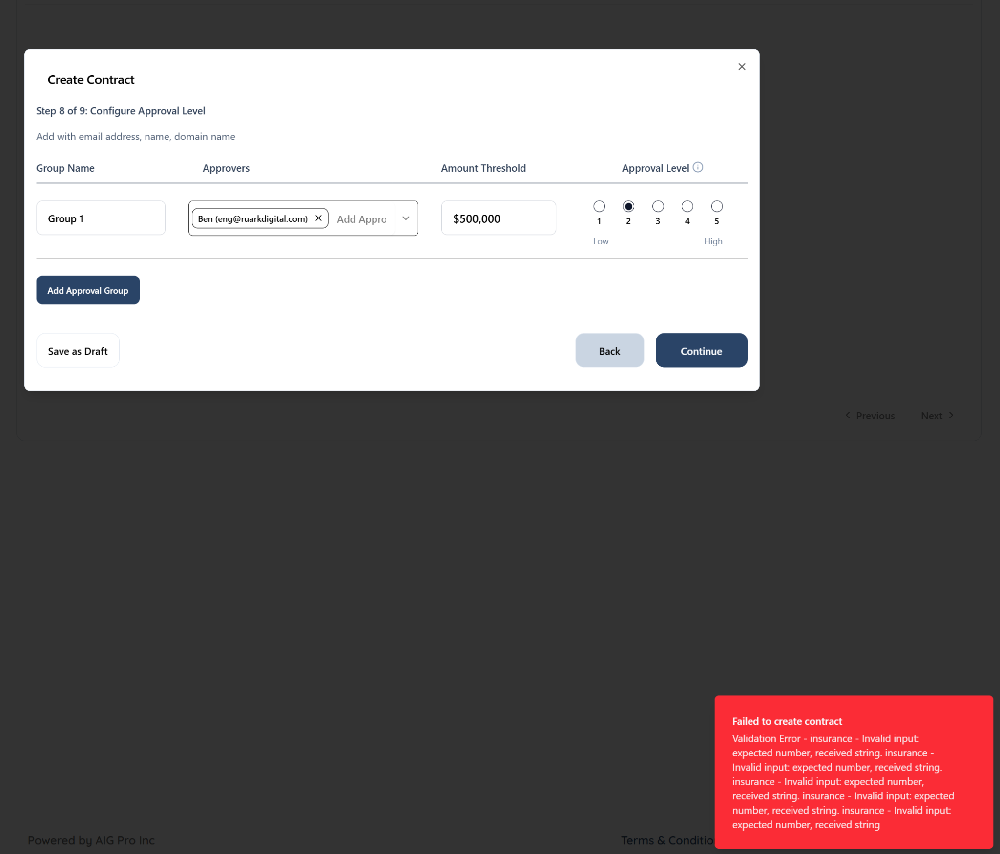 Create Contract
Step 8 of 9: Configure Approval Level
Add with email address, name, domain name
Group Name Approvers Amount Threshold Approval Level
Group 1 Ben (eng@ruarkdigital.com) Add Appro $500,000
1 2 3 4 5
Low High
Add Approval Group
Save as Draft Back Continue
Previous Next
Failed to create contract
Validation Error - insurance - Invalid input:
expected number, received string. insurance -
Invalid input: expected number, received string.
insurance - Invalid input: expected number,
received string. insurance - Invalid input: expected
number, received string. insurance - Invalid input:
expected number, received string
Powered by AIG Pro Inc Terms & Conditio